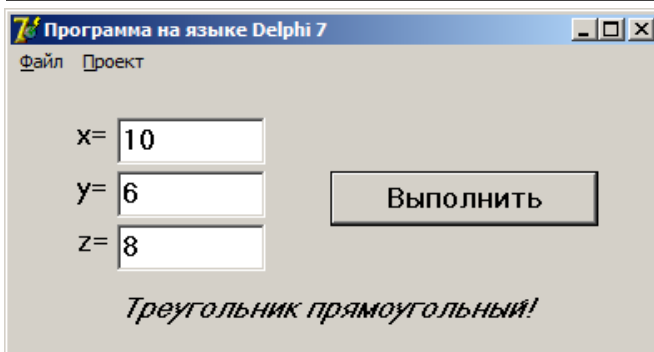 Программа на языке Delphi 7
Файл Проект
x= 10
y= 6
Выполнить
z= 8
Треугольник прямоугольный!